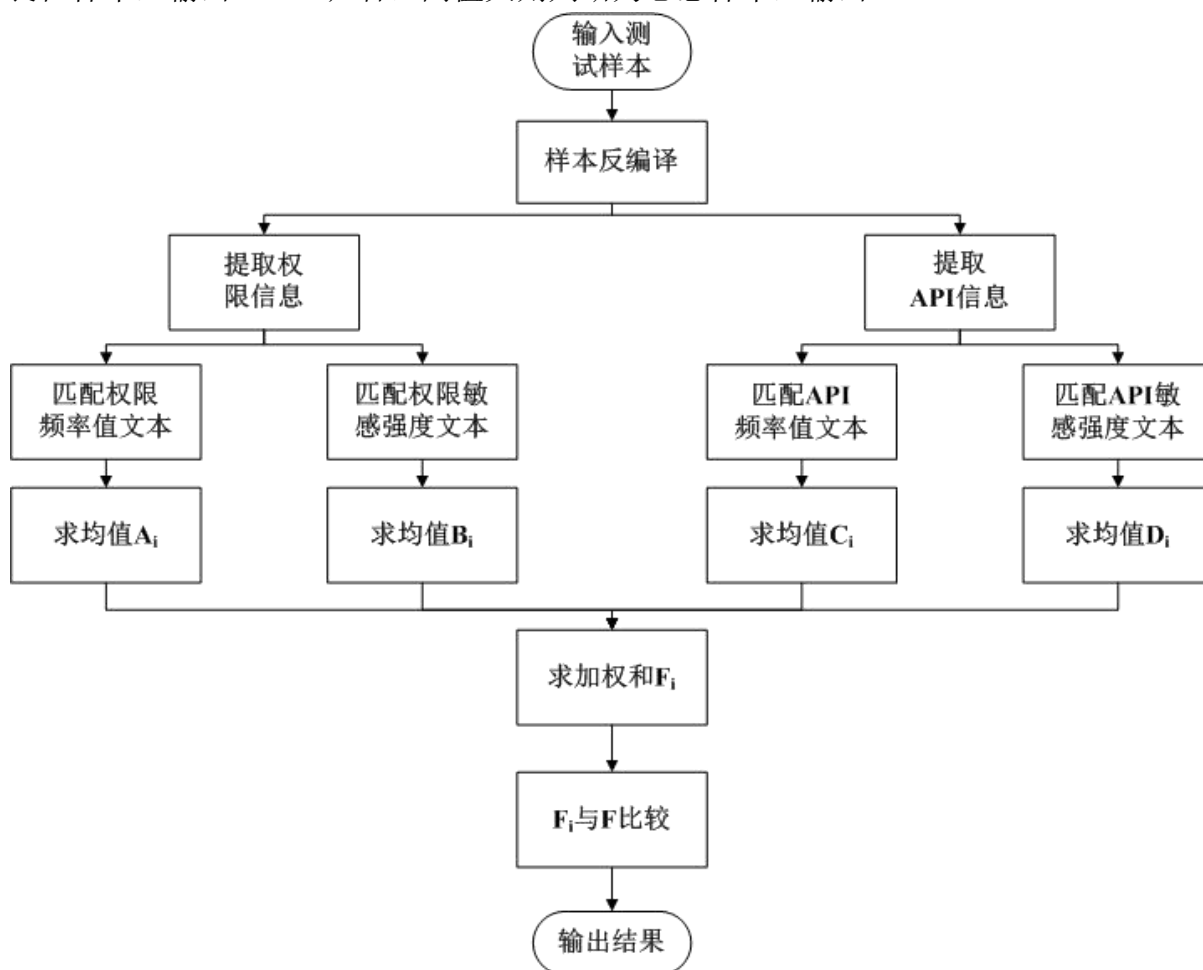 输入测
试样本
样本反编译
提取权
限信息
提取
API信息
匹配权限
频率值文本
匹配权限敏
感强度文本
匹配API
频率值文本
匹配API敏
感强度文本
求均值Ai
求均值Bi
求均值Ci
求均值Di
求加权和Fi
Fi与F比较
输出结果